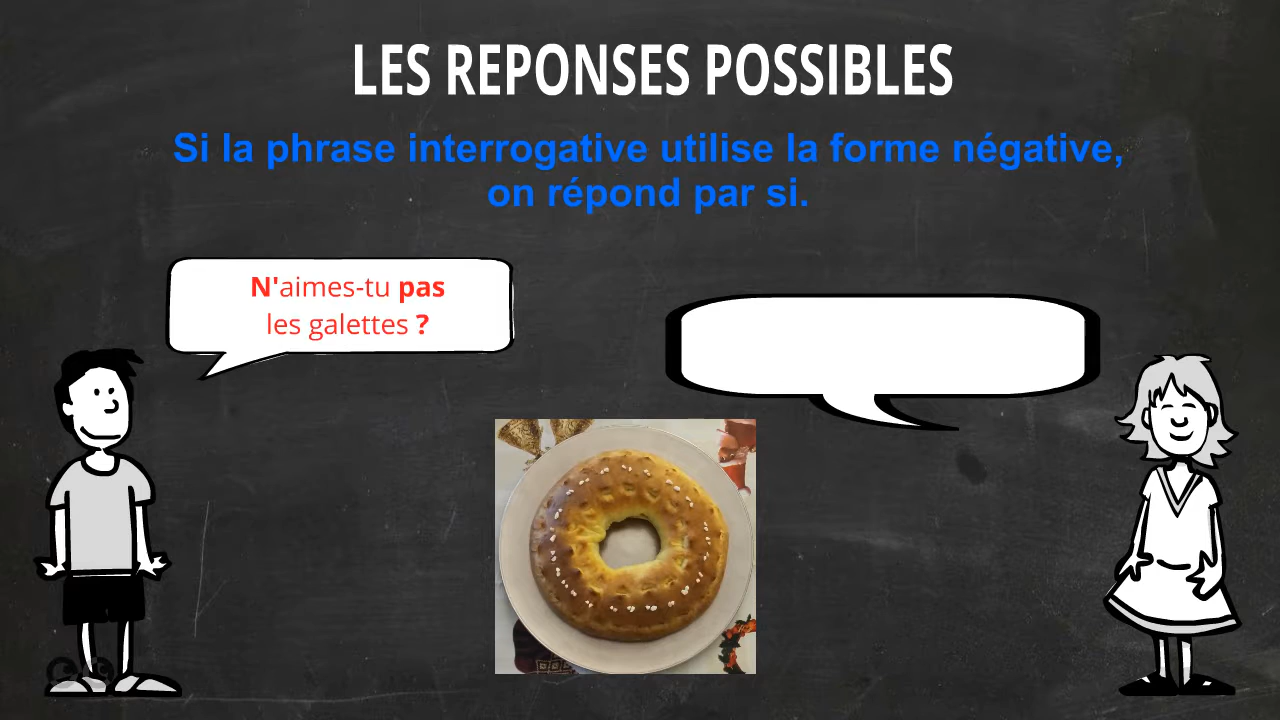 LES REPONSES POSSIBLES
Si la phrase interrogative utilise la forme négative,
on répond par si.
N'aimes-tu pas
les galettes ?